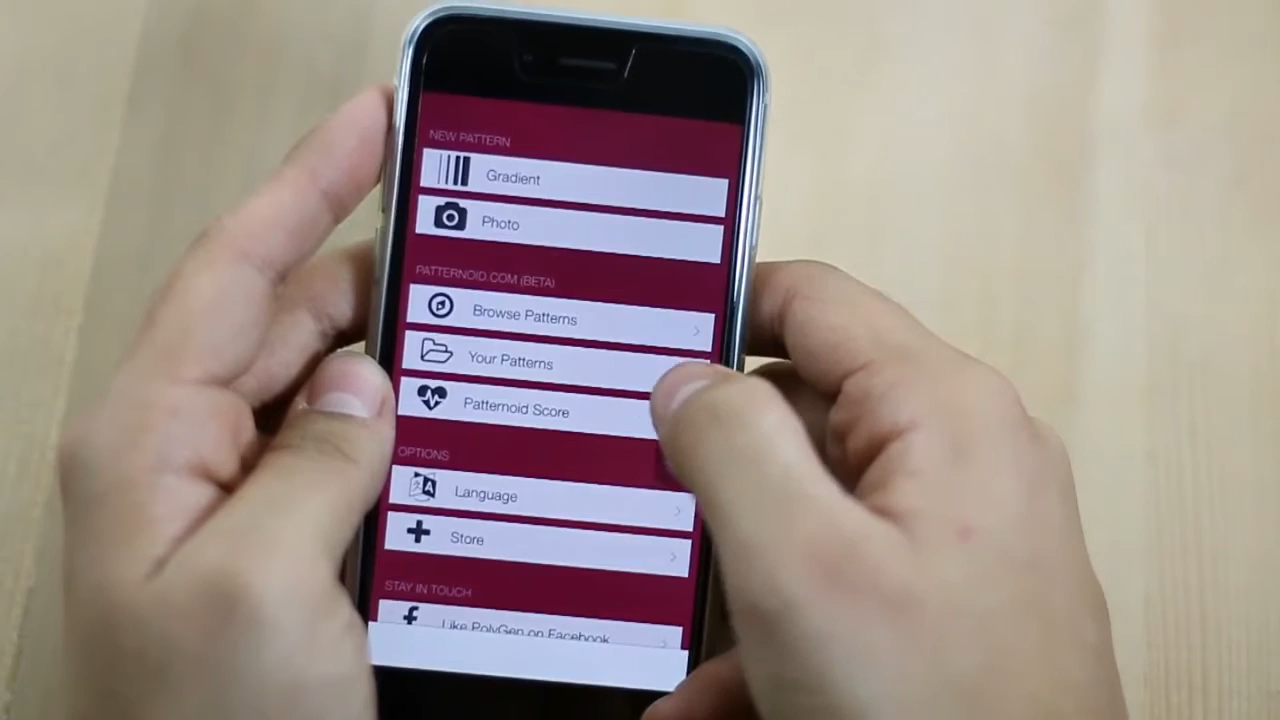 NEW PATTERN
Gradient
Photo
PATTERNOID.COM (BETA)
Browse Patterns
Your Patterns
Patternoid Score
OPTIONS
Language
Store
STAY IN TOUCH
Like PolyGen on Facebook